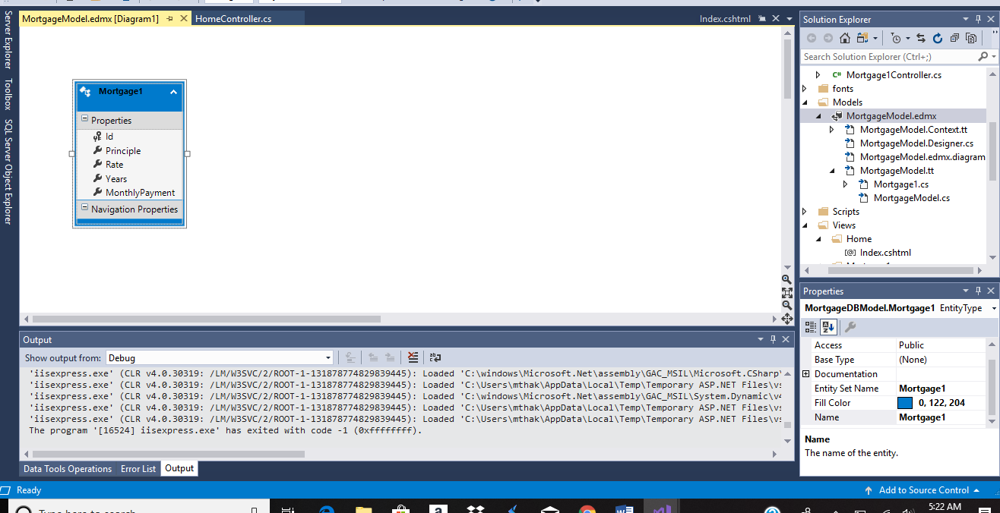 MortgageModel.edmx [Diagram1]
HomeController.cs
Index.cshtml
Server Explorer
Toolbox
SQL Server Object Explorer
Mortgage1
Properties
Id
Principle
Rate
Years
MonthlyPayment
Navigation Properties
Solution Explorer
Search Solution Explorer (Ctrl+;)
C# Mortgage1Controller.cs
fonts
Models
MortgageModel.edmx
MortgageModel.Context.tt
MortgageModel.Designer.cs
MortgageModel.edmx.diagram
MortgageModel.tt
Mortgage1.cs
MortgageModel.cs
Scripts
Views
Home
[@] Index.cshtml
Properties
MortgageDBModel.Mortgage1 EntityType
Access Public
Base Type (None)
Documentation
Entity Set Name Mortgage1
Fill Color 0, 122, 204
Name Mortgage1
Name
The name of the entity.
Output
Show output from: Debug
'iisexpress.exe' (CLR v4.0.30319: /LM/W3SVC/2/ROOT-1-131878774829839445): Loaded 'C:\windows\Microsoft.Net\assembly\GAC_MSIL\Microsoft.CSharp\
'iisexpress.exe' (CLR v4.0.30319: /LM/W3SVC/2/ROOT-1-131878774829839445): Loaded 'C:\Users\mthak\AppData\Local\Temp\Temporary ASP.NET Files\vs
'iisexpress.exe' (CLR v4.0.30319: /LM/W3SVC/2/ROOT-1-131878774829839445): Loaded 'C:\windows\Microsoft.Net\assembly\GAC_MSIL\System.Dynamic\v4
'iisexpress.exe' (CLR v4.0.30319: /LM/W3SVC/2/ROOT-1-131878774829839445): Loaded 'C:\Users\mthak\AppData\Local\Temp\Temporary ASP.NET Files\vs
'iisexpress.exe' (CLR v4.0.30319: /LM/W3SVC/2/ROOT-1-131878774829839445): Loaded 'C:\Users\mthak\AppData\Local\Temp\Temporary ASP.NET Files\vs
The program '[16524] iisexpress.exe' has exited with code -1 (0xffffffff).
Data Tools Operations Error List Output
Ready
Add to Source Control
Type here to search
5:22 AM